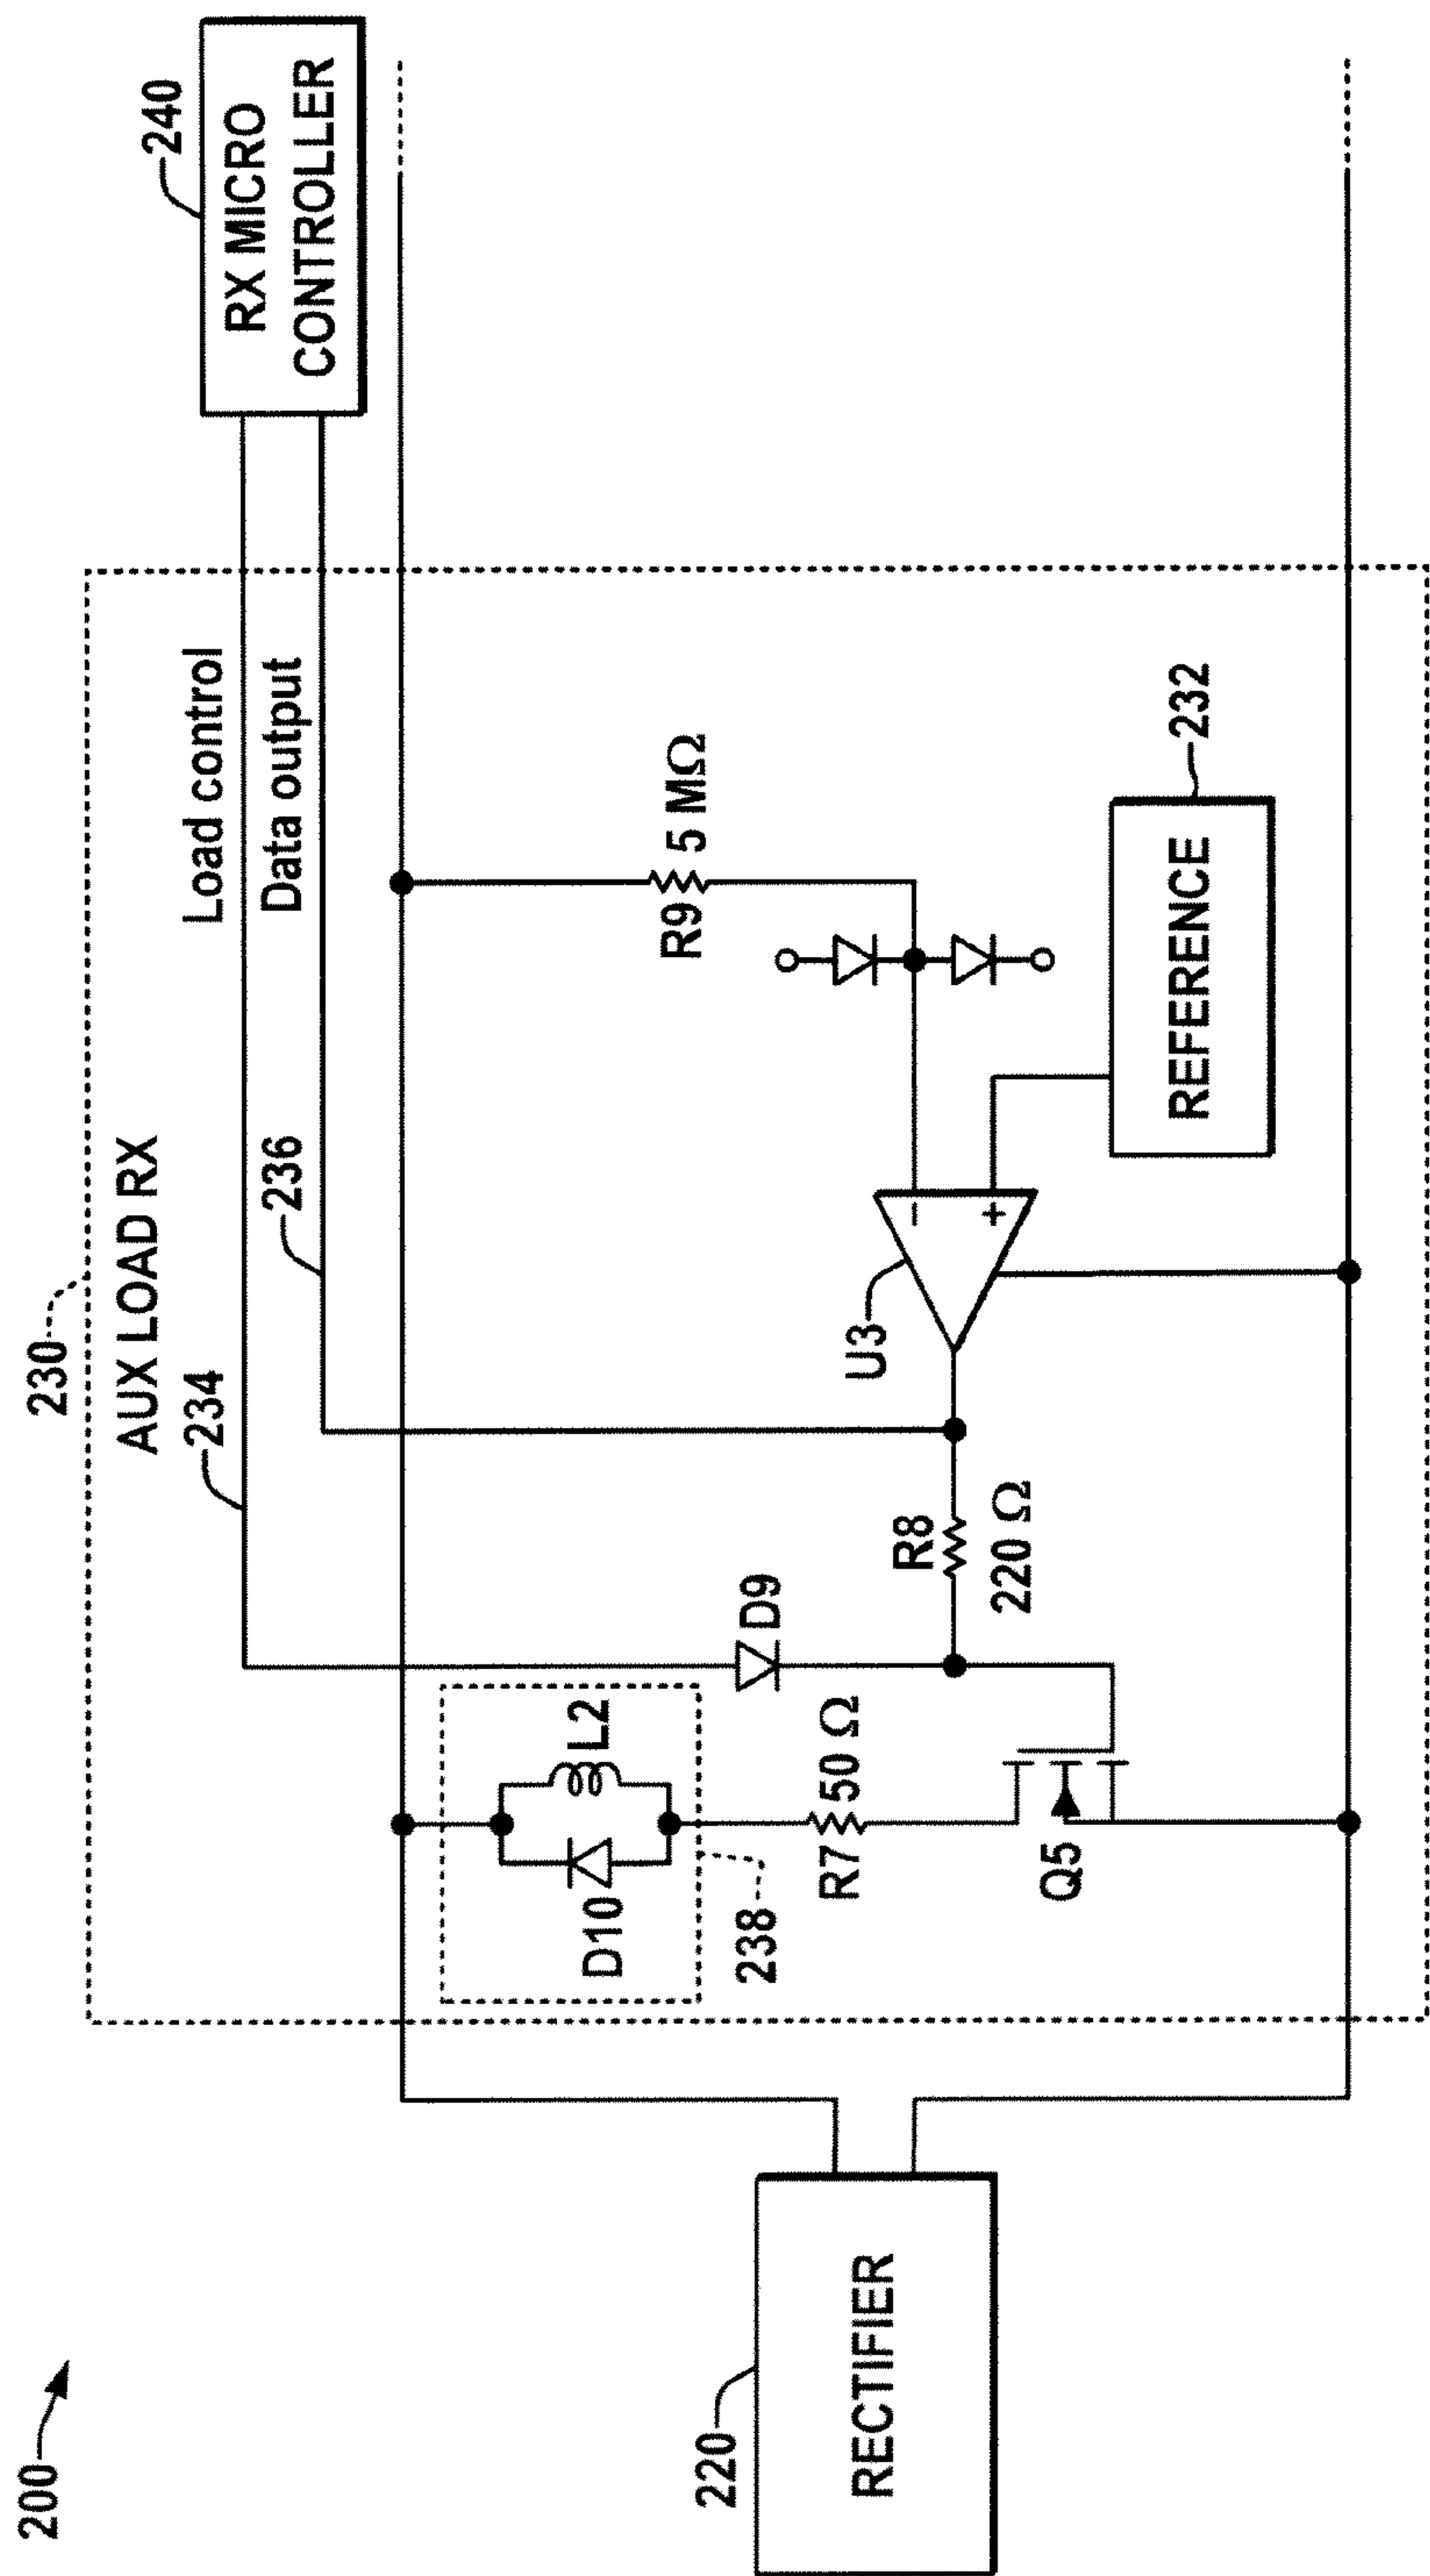 200
230
AUX LOAD RX
234
236
Load control
Data output
240
RX MICRO
CONTROLLER
220
RECTIFIER
D10
L2
238
R7
50 Ω
Q5
D9
R8
220 Ω
U3
−
+
R9
5 MΩ
232
REFERENCE